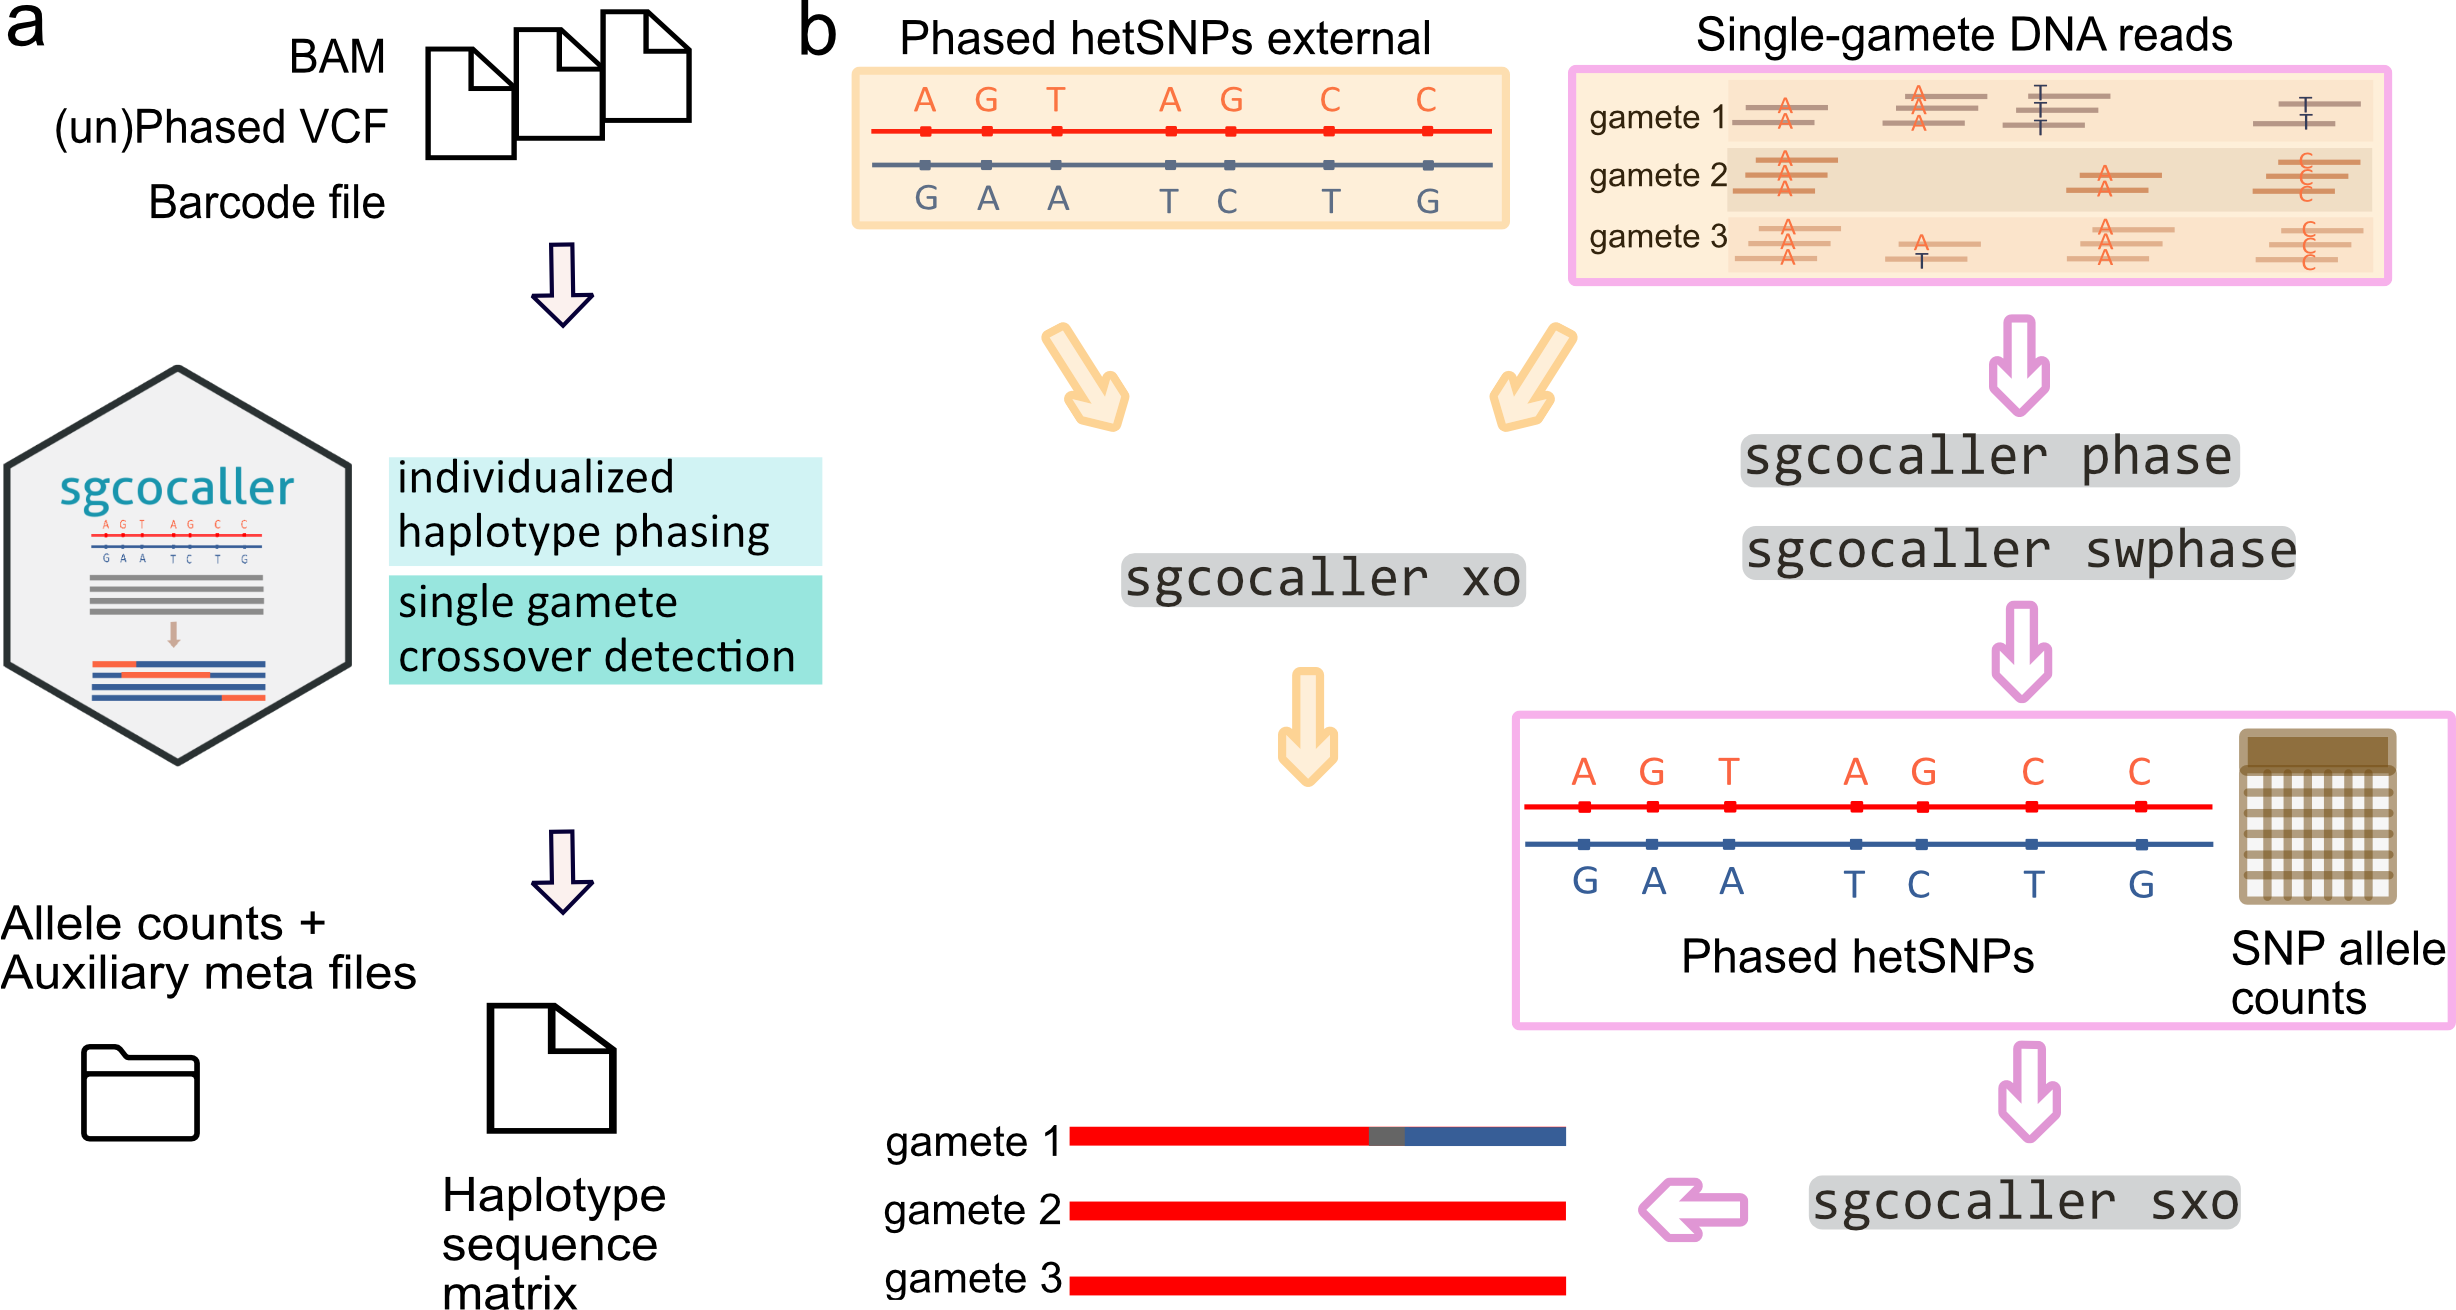 a
BAM
(un)Phased VCF
Barcode file
sgcocaller
A G T A G C C
G A A T C T G
individualized
haplotype phasing
single gamete
crossover detection
Allele counts +
Auxiliary meta files
Haplotype
sequence
matrix
b
Phased hetSNPs external
A G T A G C C
G A A T C T G
Single-gamete DNA reads
gamete 1
A A
A A A
T T T
T T
gamete 2
A A A
A A
C C C
gamete 3
A A A
A T
A A A
C C C
sgcocaller xo
sgcocaller phase
sgcocaller swphase
A G T A G C C
G A A T C T G
Phased hetSNPs
SNP allele
counts
sgcocaller sxo
gamete 1
gamete 2
gamete 3